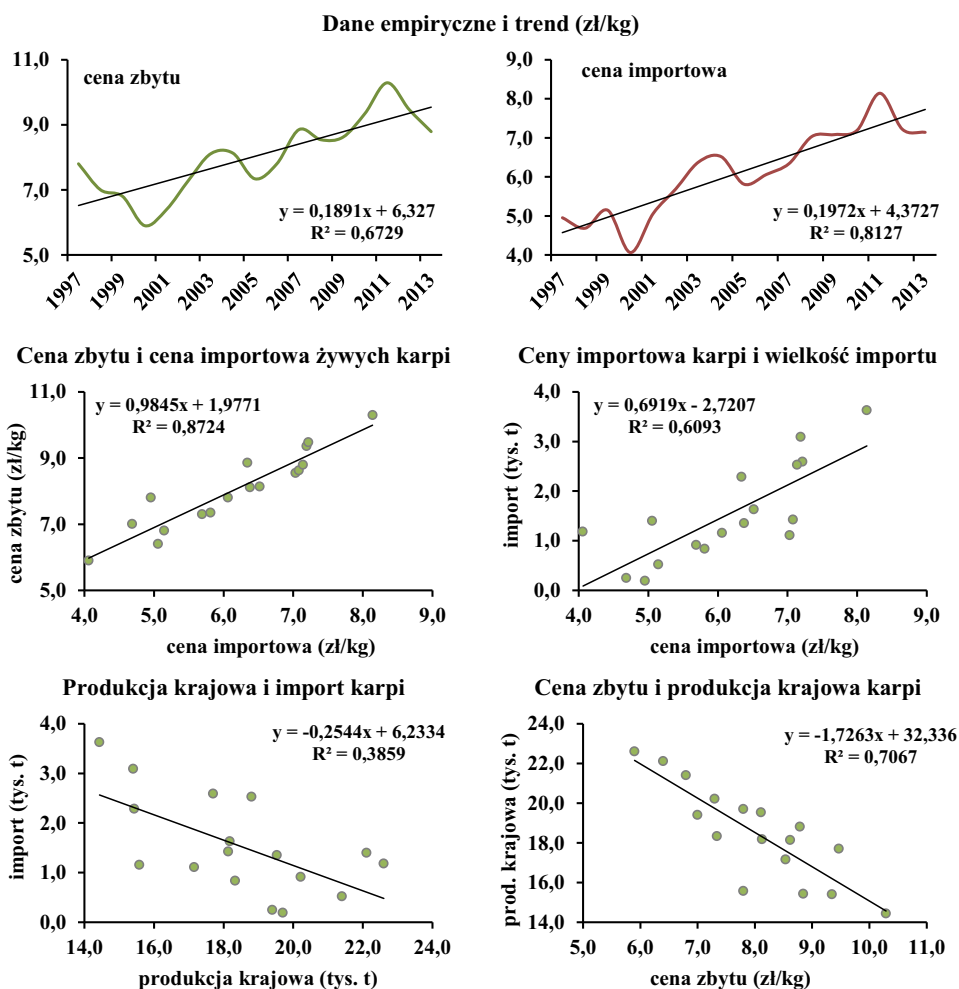 Dane empiryczne i trend (zł/kg)
cena zbytu
11,0
9,0
7,0
5,0
y = 0,1891x + 6,327
R² = 0,6729
1997
1999
2001
2003
2005
2007
2009
2011
2013
cena importowa
9,0
8,0
7,0
6,0
5,0
4,0
y = 0,1972x + 4,3727
R² = 0,8127
1997
1999
2001
2003
2005
2007
2009
2011
2013
Cena zbytu i cena importowa żywych karpi
y = 0,9845x + 1,9771
R² = 0,8724
cena zbytu (zł/kg)
11,0
9,0
7,0
5,0
4,0 5,0 6,0 7,0 8,0 9,0
cena importowa (zł/kg)
Ceny importowa karpi i wielkość importu
y = 0,6919x - 2,7207
R² = 0,6093
import (tys. t)
4,0
3,0
2,0
1,0
0,0
4,0 5,0 6,0 7,0 8,0 9,0
cena importowa (zł/kg)
Produkcja krajowa i import karpi
y = -0,2544x + 6,2334
R² = 0,3859
import (tys. t)
4,0
3,0
2,0
1,0
0,0
14,0 16,0 18,0 20,0 22,0 24,0
produkcja krajowa (tys. t)
Cena zbytu i produkcja krajowa karpi
y = -1,7263x + 32,336
R² = 0,7067
prod. krajowa (tys. t)
24,0
22,0
20,0
18,0
16,0
14,0
5,0 6,0 7,0 8,0 9,0 10,0 11,0
cena zbytu (zł/kg)